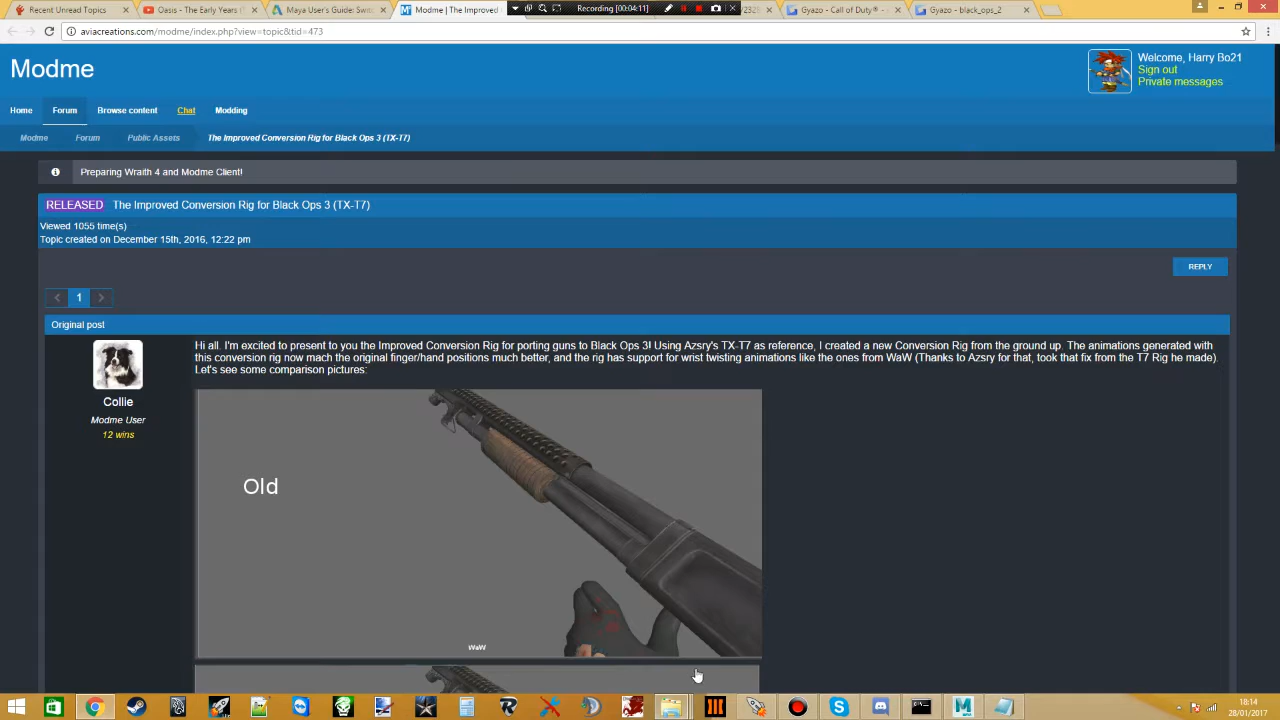 Recent Unread Topics
Oasis - The Early Years (
Maya User's Guide:
Modme | The Improved
Recording [00:04:11]
Gyazo - Call of Duty® -
Gyazo - black_ops_2
aviacreations.com/modme/index.php?view=topic&tid=473
Modme
Welcome, Harry Bo21
Sign out
Private messages
Home
Forum
Browse content
Chat
Modding
Modme
Forum
Public Assets
The Improved Conversion Rig for Black Ops 3 (TX-T7)
Preparing Wraith 4 and Modme Client!
RELEASED The Improved Conversion Rig for Black Ops 3 (TX-T7)
Viewed 1055 time(s)
Topic created on December 15th, 2016, 12:22 pm
REPLY
1
Original post
Hi all. I'm excited to present to you the Improved Conversion Rig for porting guns to Black Ops 3! Using Azsry's TX-T7 as reference, I created a new Conversion Rig from the ground up. The animations generated with
this conversion rig now mach the original finger/hand positions much better, and the rig has support for wrist twisting animations like the ones from WaW (Thanks to Azsry for that, took that fix from the T7 Rig he made).
Let's see some comparison pictures:
Collie
Modme User
12 wins
Old
WaW
18:14
28/01/2017